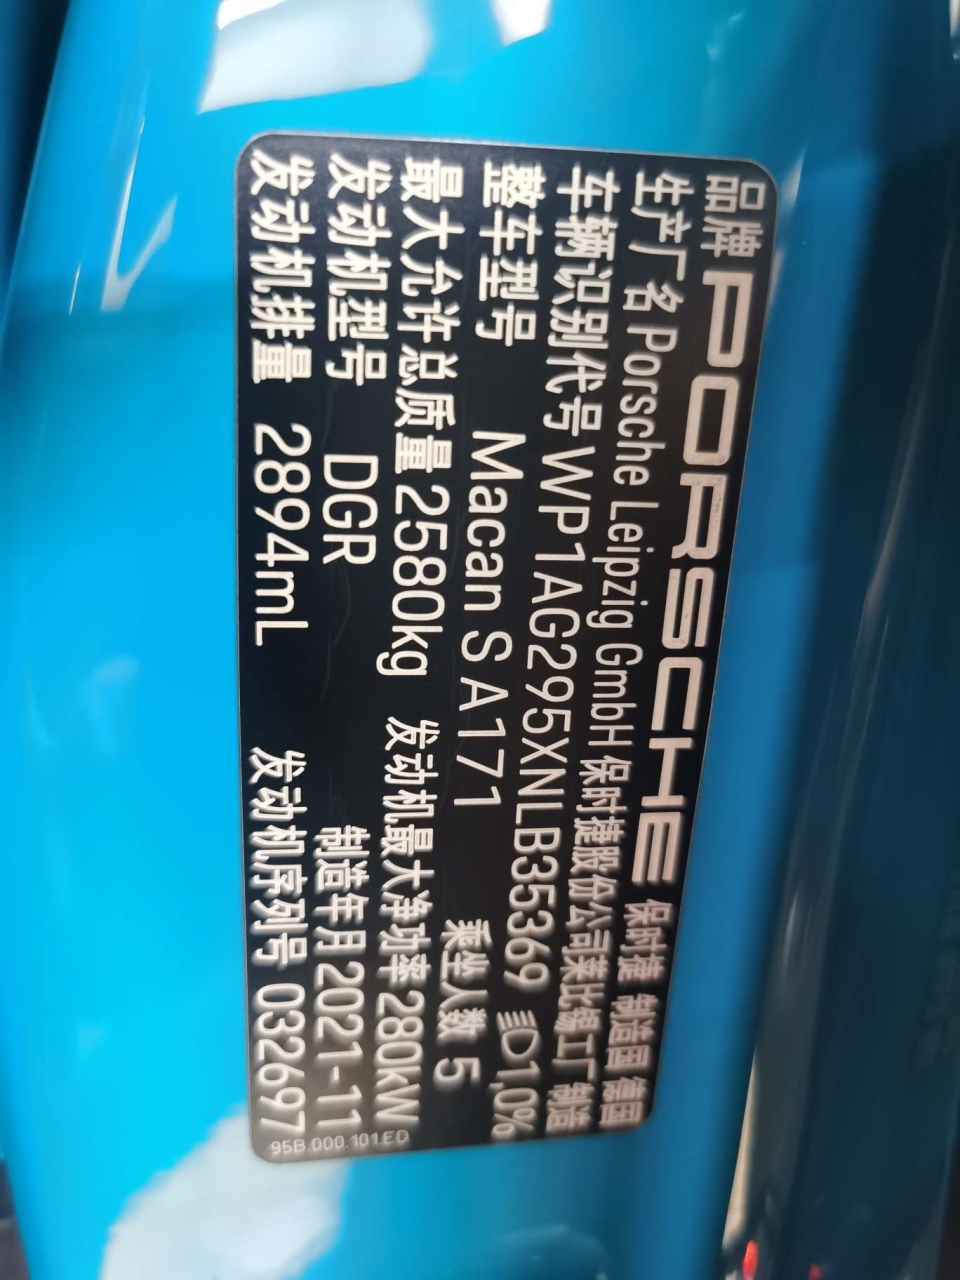 品牌 PORSCHE 保时捷 制造国 德国
生产厂名 Porsche Leipzig GmbH 保时捷股份公司莱比锡工厂 制造
车辆识别代号 WP1AG295XNLB35369 1,0%
整车型号 Macan S A171 乘坐人数 5
最大允许总质量 2580kg 发动机最大净功率 280kW
发动机型号 DGR 制造年月 2021-11
发动机排量 2894mL 发动机序列号 032697
95B.000.101.ED